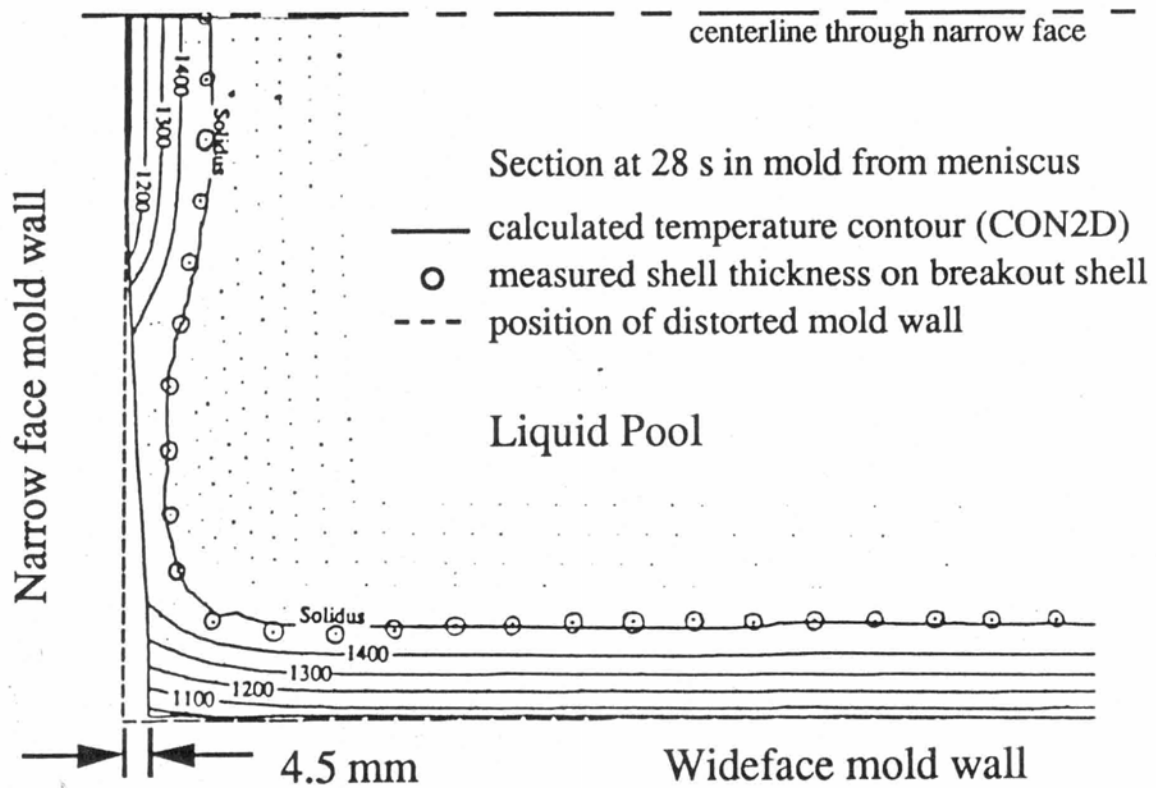 centerline through narrow face
1400
1300
1200
Solidus
Section at 28 s in mold from meniscus
calculated temperature contour (CON2D)
measured shell thickness on breakout shell
position of distorted mold wall
Narrow face mold wall
Liquid Pool
Solidus
1400
1300
1200
1100
4.5 mm
Wideface mold wall